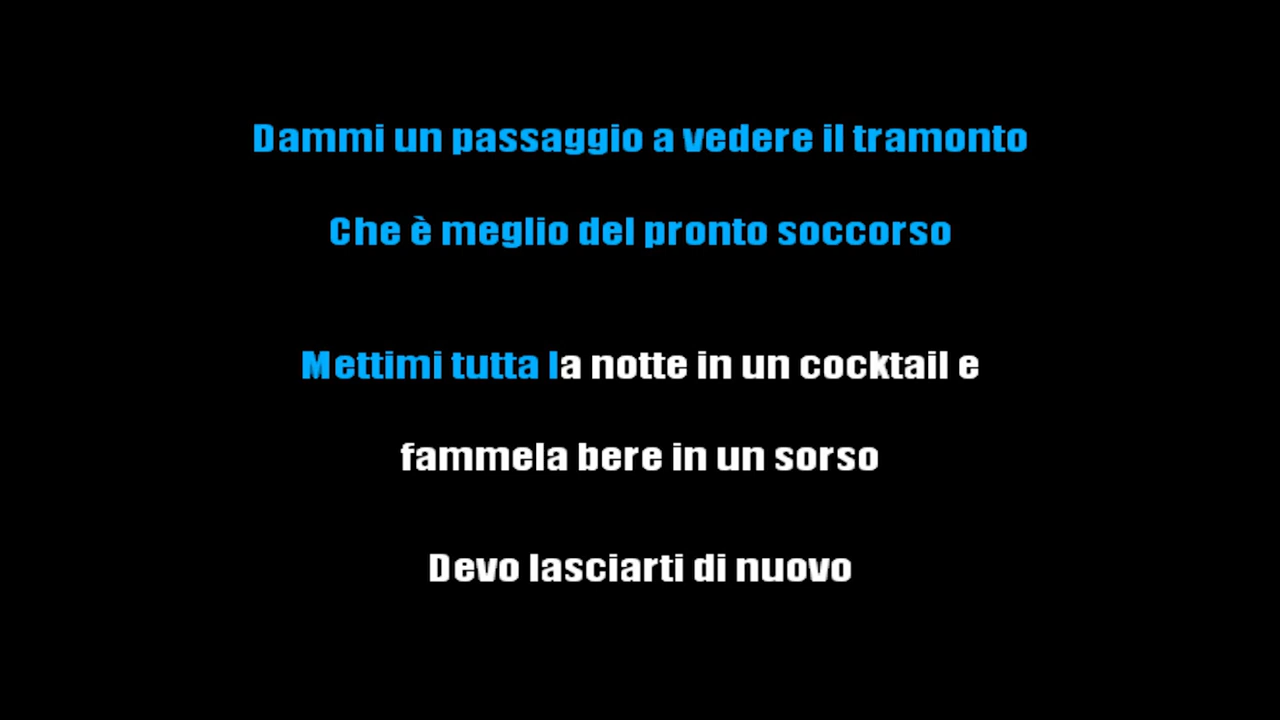 Dammi un passaggio a vedere il tramonto
Che è meglio del pronto soccorso
Mettimi tutta la notte in un cocktail e
fammela bere in un sorso
Devo lasciarti di nuovo